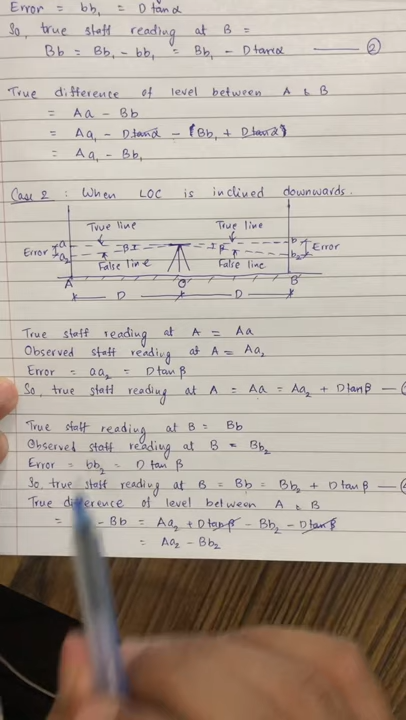 Error = bb₁ = D tan α
So, true staff reading at B =
Bb = Bb₁ - bb₁ = Bb₁ - D tan α ②
True difference of level between A & B
= Aa - Bb
= Aa₁ - D tan α - (Bb₁ + D tan α)
= Aa₁ - Bb₁
Case 2 : When LOC is inclined downwards.
True line True line
Error a β β b Error
a₂ b₂
False line False line
A O B
D D
True staff reading at A = Aa
Observed staff reading at A = Aa₂
Error = aa₂ = D tan β
So, true staff reading at A = Aa = Aa₂ + D tan β
True staff reading at B = Bb
Observed staff reading at B = Bb₂
Error = bb₂ = D tan β
So, true staff reading at B = Bb = Bb₂ + D tan β
True difference of level between A & B
= - Bb = Aa₂ + D tan β - Bb₂ - D tan β
= Aa₂ - Bb₂